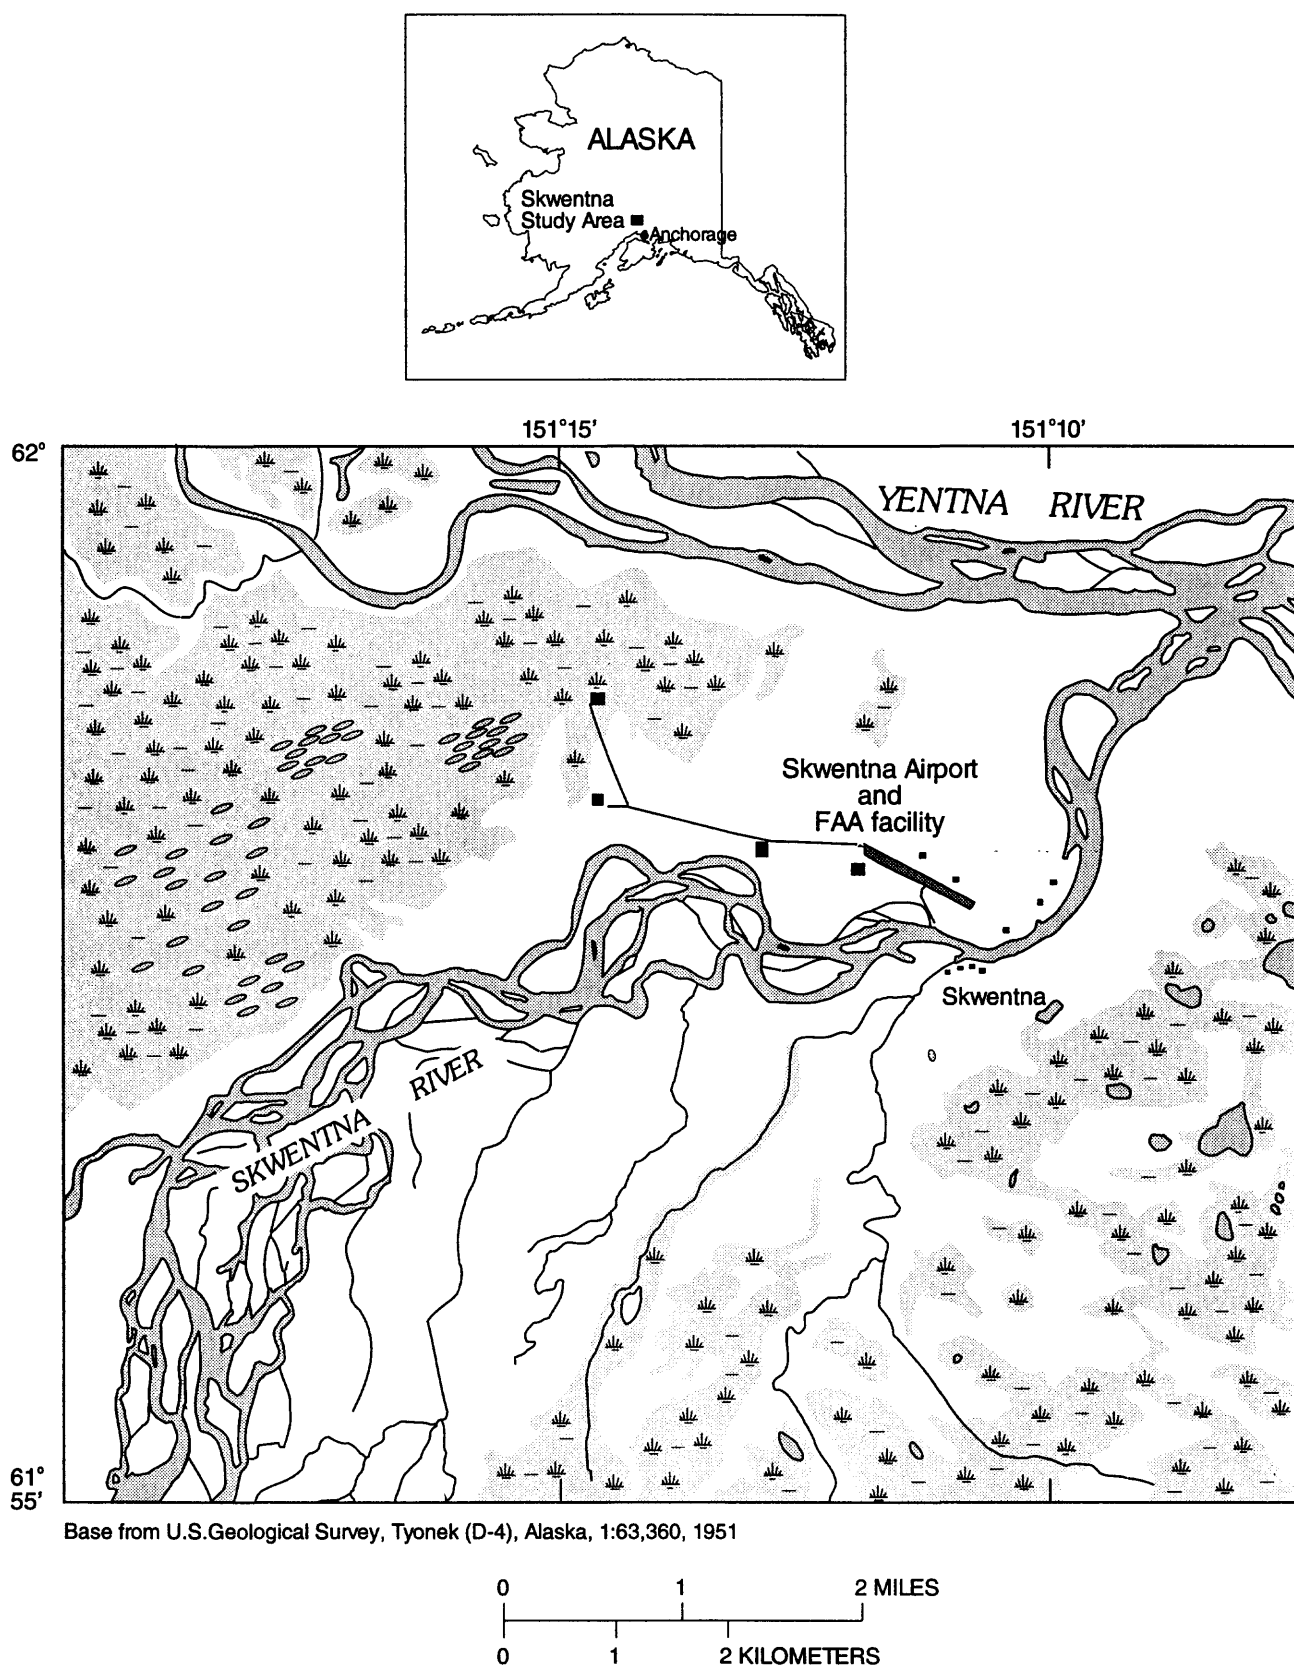 ALASKA
Skwentna
Study Area
Anchorage
151°15'
151°10'
62°
YENTNA RIVER
Skwentna Airport
and
FAA facility
Skwentna
SKWENTNA RIVER
61°
55'
Base from U.S.Geological Survey, Tyonek (D-4), Alaska, 1:63,360, 1951
0 1 2 MILES
0 1 2 KILOMETERS